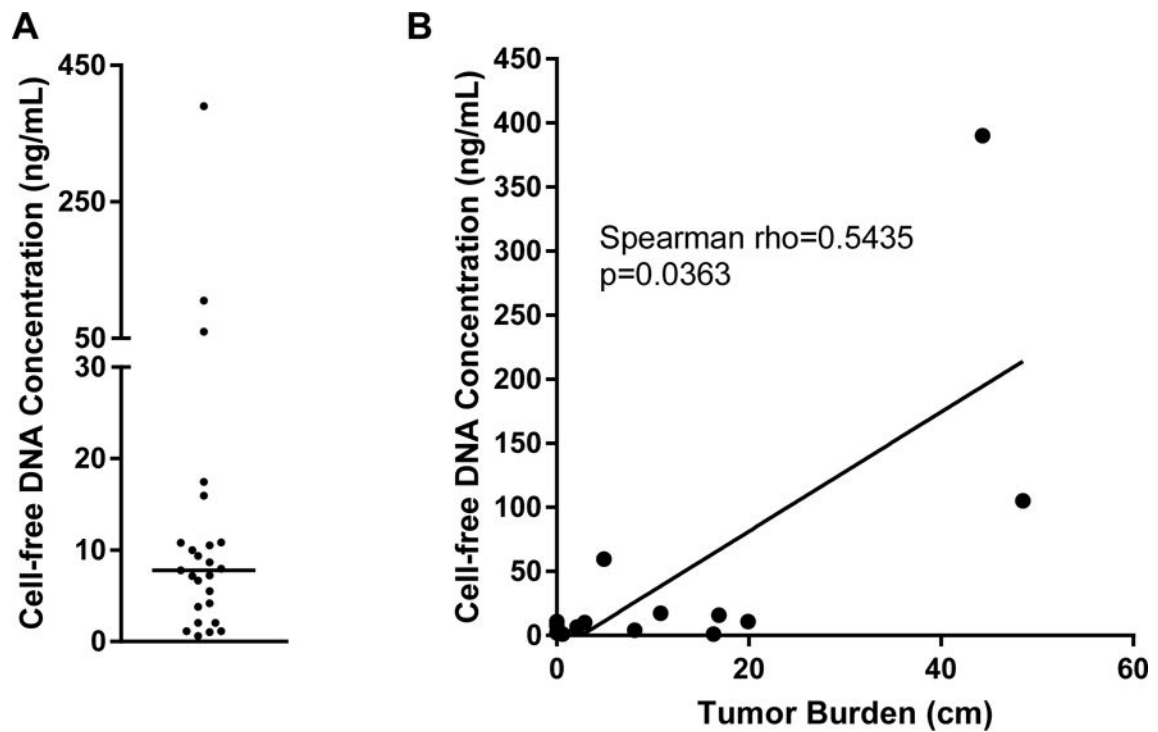 A
Cell-free DNA Concentration (ng/mL)
450
250
50
30
20
10
0
B
Cell-free DNA Concentration (ng/mL)
450
400
350
300
250
200
150
100
50
0
Spearman rho=0.5435
p=0.0363
0 20 40 60
Tumor Burden (cm)